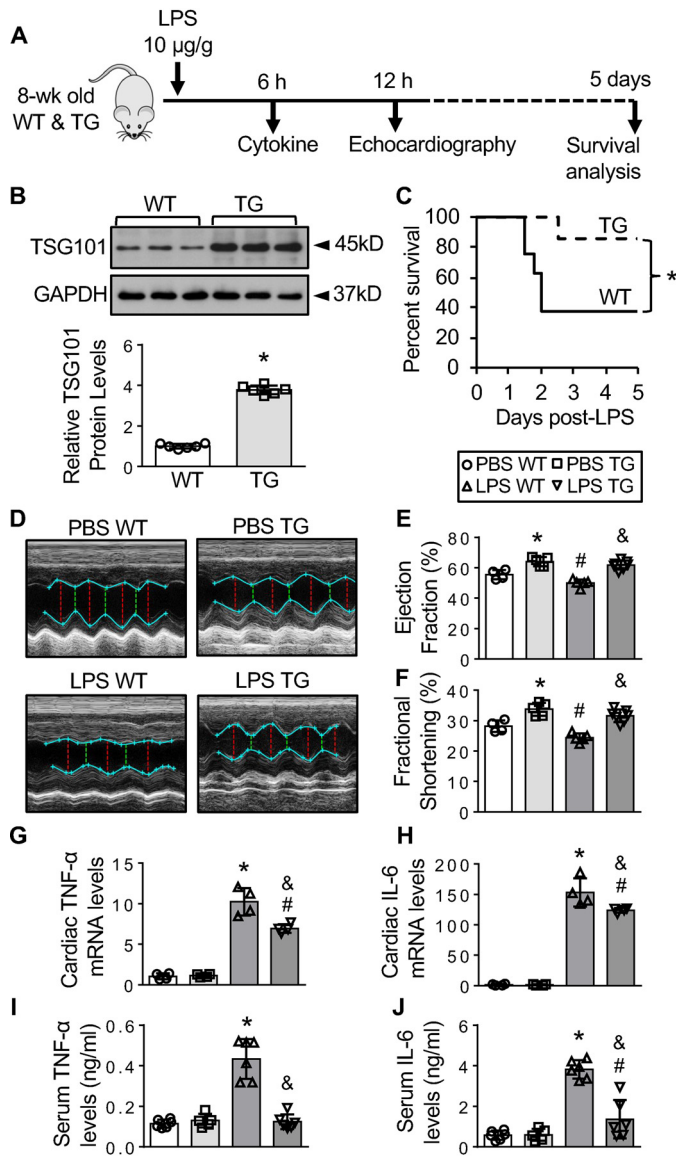 A
LPS
10 μg/g
8-wk old
WT & TG
6 h
12 h
5 days
Cytokine
Echocardiography
Survival
analysis
B
WT
TG
TSG101
45kD
GAPDH
37kD
Relative TSG101
Protein Levels
6
4
2
0
*
WT
TG
C
Percent survival
100
80
60
40
20
0
TG
WT
*
0 1 2 3 4 5
Days post-LPS
PBS WT PBS TG
LPS WT LPS TG
D
PBS WT
PBS TG
LPS WT
LPS TG
E
Ejection
Fraction (%)
80
60
40
20
0
*
#
&
F
Fractional
Shortening (%)
40
30
20
10
0
*
#
&
G
Cardiac TNF-α
mRNA levels
15
10
5
0
*
&
#
H
Cardiac IL-6
mRNA levels
200
150
100
50
0
*
&
#
I
Serum TNF-α
levels (ng/ml)
0.6
0.4
0.2
0
*
&
J
Serum IL-6
levels (ng/ml)
6
4
2
0
*
&
#